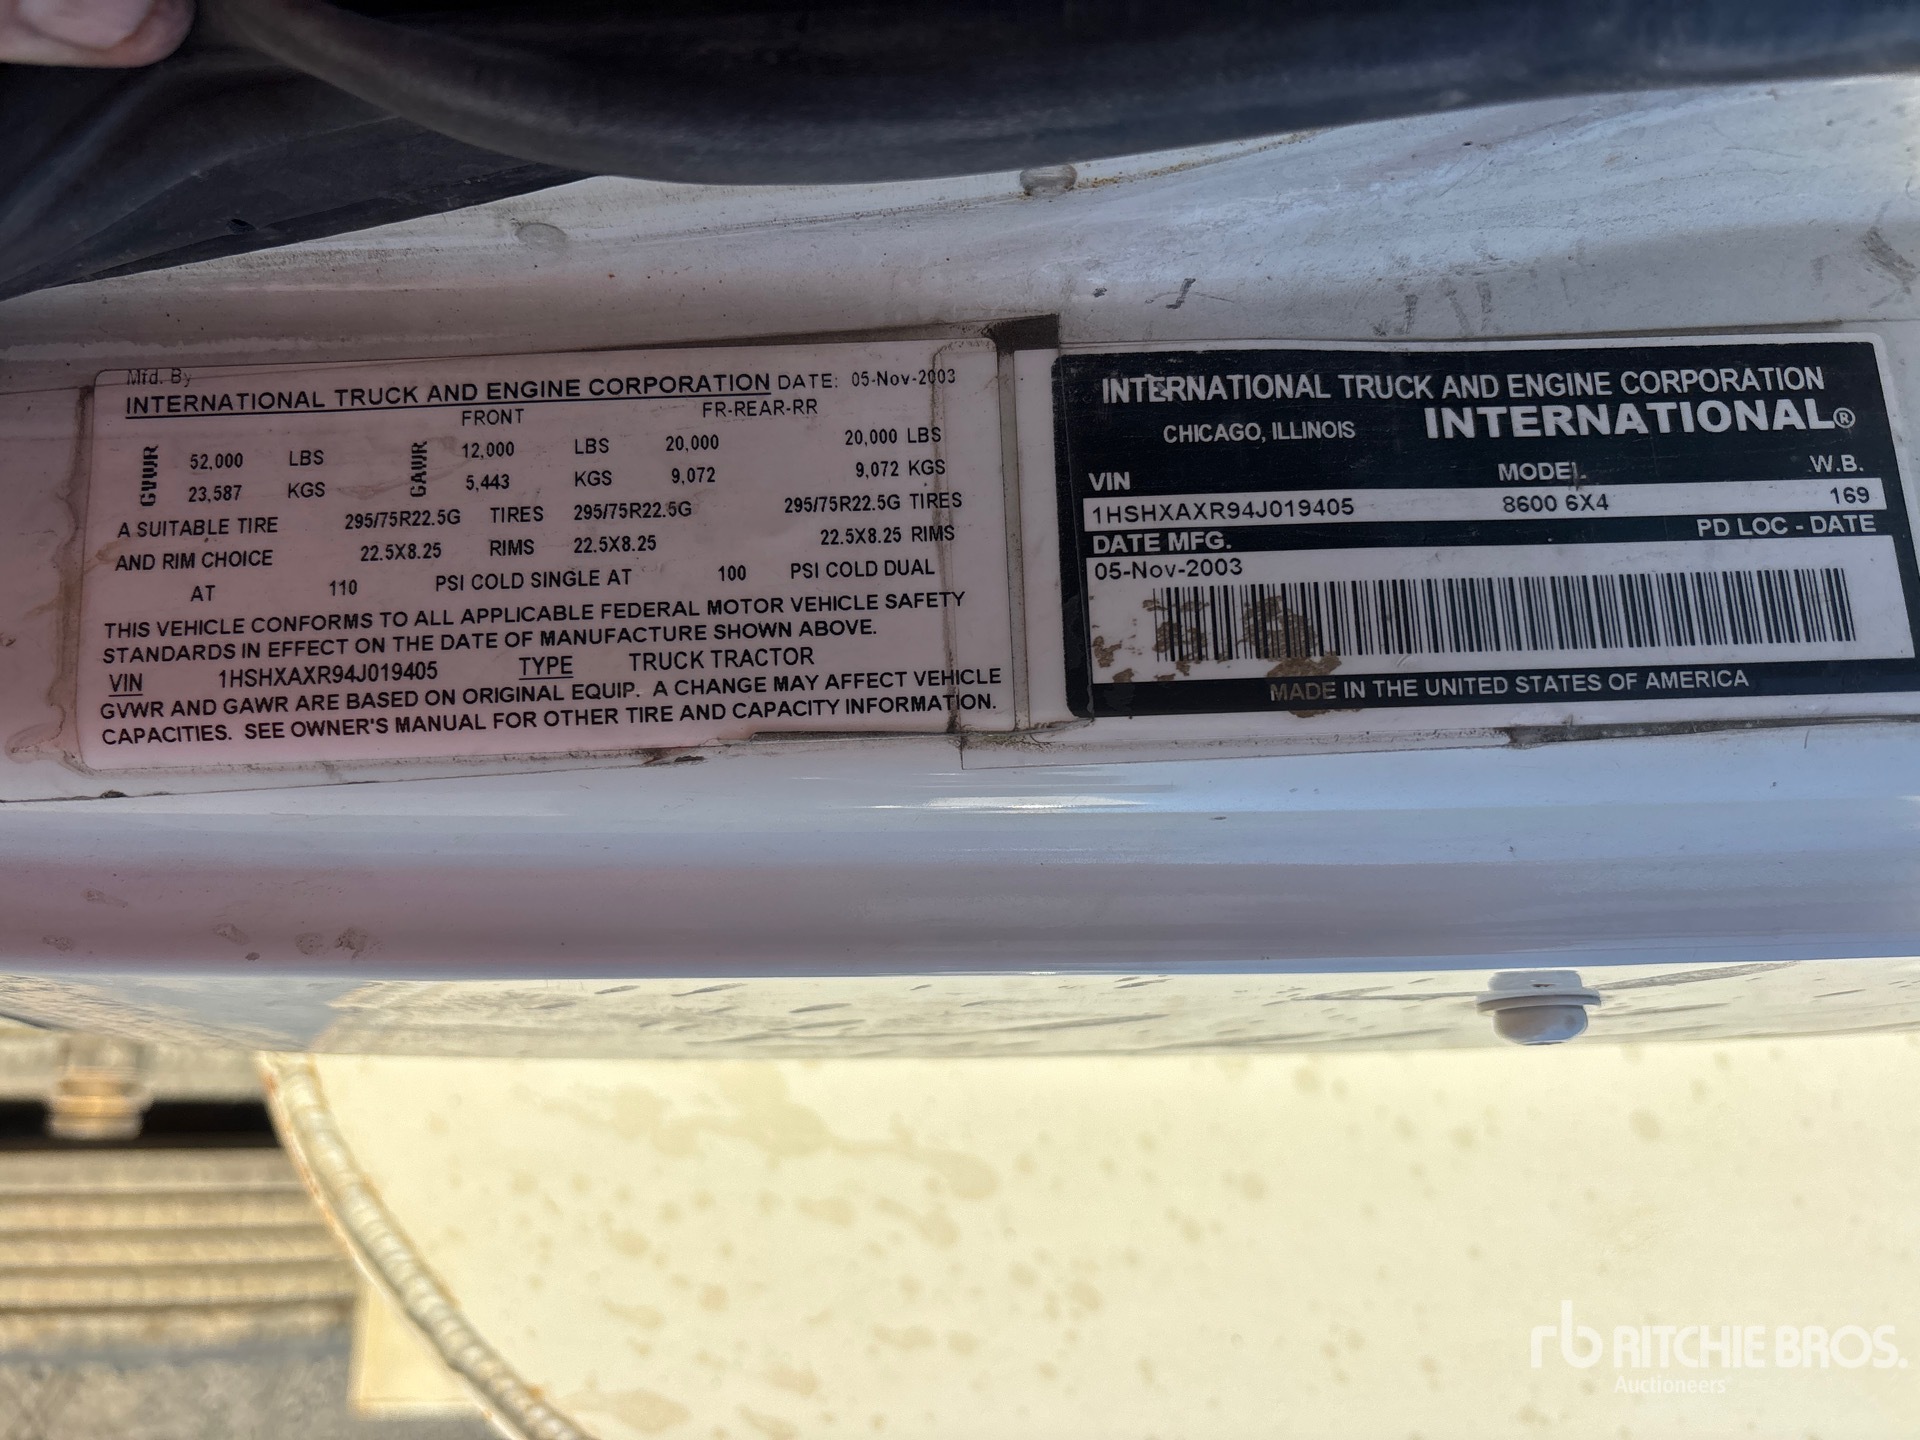 Mfd. By
INTERNATIONAL TRUCK AND ENGINE CORPORATION DATE: 05-Nov-2003
FRONT FR-REAR-RR
GVWR 52,000 LBS GAWR 12,000 LBS 20,000 20,000 LBS
23,587 KGS 5,443 KGS 9,072 9,072 KGS
A SUITABLE TIRE 295/75R22.5G TIRES 295/75R22.5G 295/75R22.5G TIRES
AND RIM CHOICE 22.5X8.25 RIMS 22.5X8.25 22.5X8.25 RIMS
AT 110 PSI COLD SINGLE AT 100 PSI COLD DUAL
THIS VEHICLE CONFORMS TO ALL APPLICABLE FEDERAL MOTOR VEHICLE SAFETY
STANDARDS IN EFFECT ON THE DATE OF MANUFACTURE SHOWN ABOVE.
VIN 1HSHXAXR94J019405 TYPE TRUCK TRACTOR
GVWR AND GAWR ARE BASED ON ORIGINAL EQUIP. A CHANGE MAY AFFECT VEHICLE
CAPACITIES. SEE OWNER'S MANUAL FOR OTHER TIRE AND CAPACITY INFORMATION.
INTERNATIONAL TRUCK AND ENGINE CORPORATION
CHICAGO, ILLINOIS INTERNATIONAL®
VIN MODEL W.B.
1HSHXAXR94J019405 8600 6X4 169
DATE MFG. PD LOC - DATE
05-Nov-2003
MADE IN THE UNITED STATES OF AMERICA
rb RITCHIE BROS.
Auctioneers